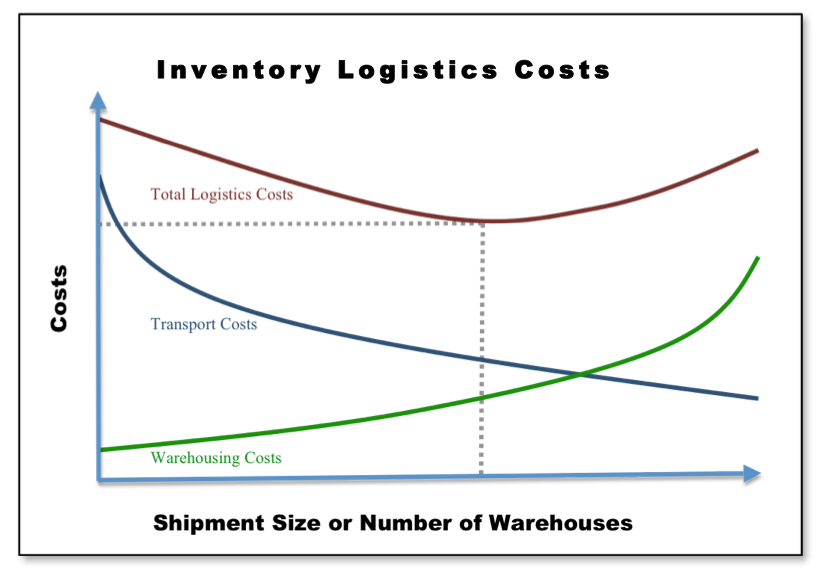 Inventory Logistics Costs
Total Logistics Costs
Costs
Transport Costs
Warehousing Costs
Shipment Size or Number of Warehouses